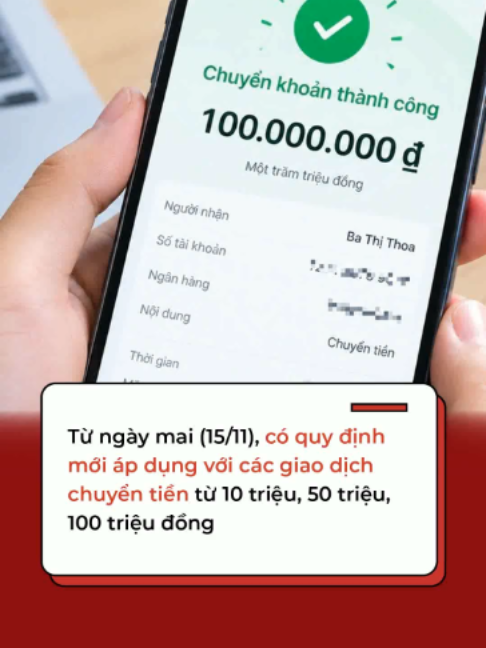 Chuyển khoản thành công
100.000.000 đ
Một trăm triệu đồng
Người nhận
Ba Thị Thoa
Số tài khoản
Ngân hàng
Nội dung
Chuyển tiền
Thời gian
Từ ngày mai (15/11), có quy định
mới áp dụng với các giao dịch
chuyển tiền từ 10 triệu, 50 triệu,
100 triệu đồng